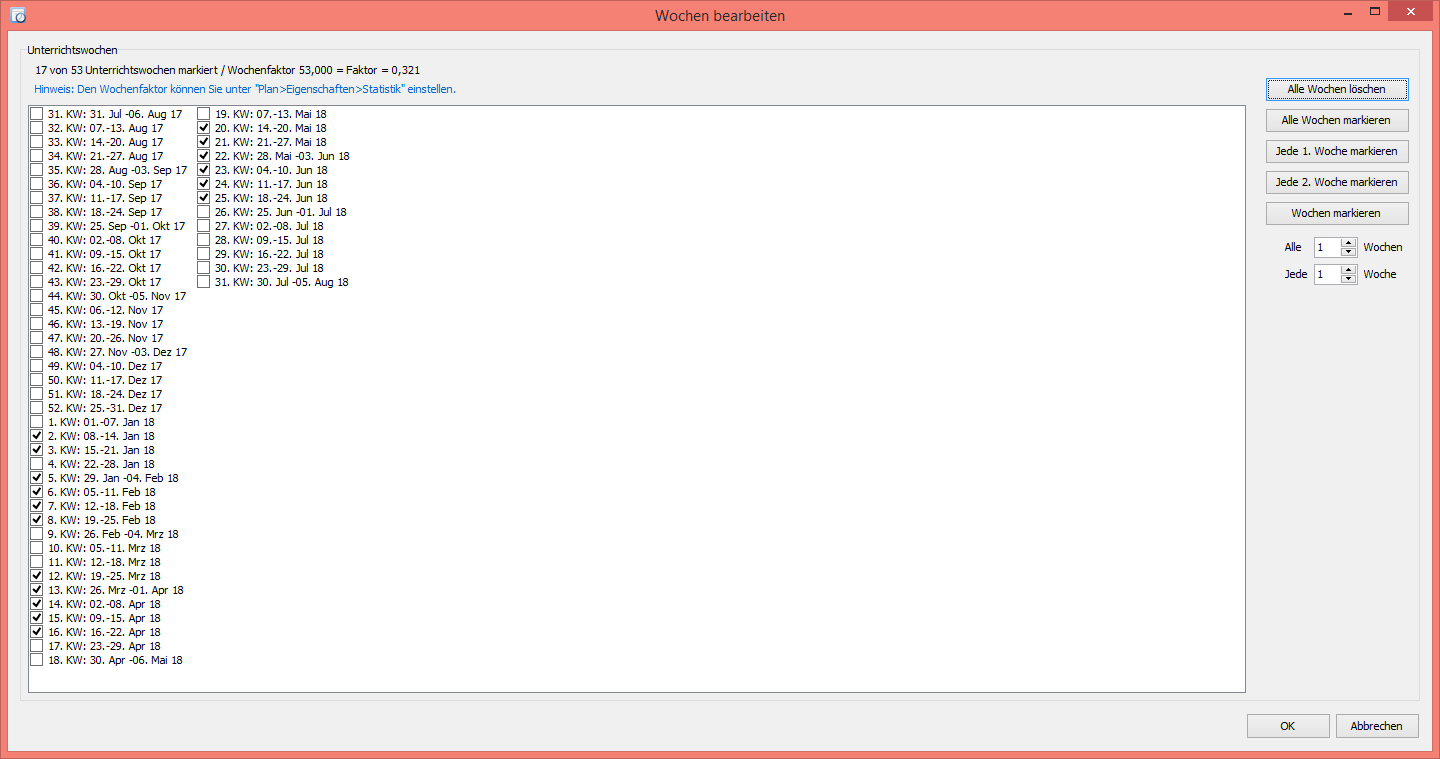 Wochen bearbeiten
Unterrichtswochen
17 von 53 Unterrichtswochen markiert / Wochenfaktor 53,000 = Faktor = 0,321
Hinweis: Den Wochenfaktor können Sie unter "Plan>Eigenschaften>Statistik" einstellen.
31. KW: 31. Jul -06. Aug 17
32. KW: 07.-13. Aug 17
33. KW: 14.-20. Aug 17
34. KW: 21.-27. Aug 17
35. KW: 28. Aug -03. Sep 17
36. KW: 04.-10. Sep 17
37. KW: 11.-17. Sep 17
38. KW: 18.-24. Sep 17
39. KW: 25. Sep -01. Okt 17
40. KW: 02.-08. Okt 17
41. KW: 09.-15. Okt 17
42. KW: 16.-22. Okt 17
43. KW: 23.-29. Okt 17
44. KW: 30. Okt -05. Nov 17
45. KW: 06.-12. Nov 17
46. KW: 13.-19. Nov 17
47. KW: 20.-26. Nov 17
48. KW: 27. Nov -03. Dez 17
49. KW: 04.-10. Dez 17
50. KW: 11.-17. Dez 17
51. KW: 18.-24. Dez 17
52. KW: 25.-31. Dez 17
1. KW: 01.-07. Jan 18
2. KW: 08.-14. Jan 18
3. KW: 15.-21. Jan 18
4. KW: 22.-28. Jan 18
5. KW: 29. Jan -04. Feb 18
6. KW: 05.-11. Feb 18
7. KW: 12.-18. Feb 18
8. KW: 19.-25. Feb 18
9. KW: 26. Feb -04. Mrz 18
10. KW: 05.-11. Mrz 18
11. KW: 12.-18. Mrz 18
12. KW: 19.-25. Mrz 18
13. KW: 26. Mrz -01. Apr 18
14. KW: 02.-08. Apr 18
15. KW: 09.-15. Apr 18
16. KW: 16.-22. Apr 18
17. KW: 23.-29. Apr 18
18. KW: 30. Apr -06. Mai 18
19. KW: 07.-13. Mai 18
20. KW: 14.-20. Mai 18
21. KW: 21.-27. Mai 18
22. KW: 28. Mai -03. Jun 18
23. KW: 04.-10. Jun 18
24. KW: 11.-17. Jun 18
25. KW: 18.-24. Jun 18
26. KW: 25. Jun -01. Jul 18
27. KW: 02.-08. Jul 18
28. KW: 09.-15. Jul 18
29. KW: 16.-22. Jul 18
30. KW: 23.-29. Jul 18
31. KW: 30. Jul -05. Aug 18
Alle Wochen löschen
Alle Wochen markieren
Jede 1. Woche markieren
Jede 2. Woche markieren
Wochen markieren
Alle 1 Wochen
Jede 1 Woche
OK
Abbrechen